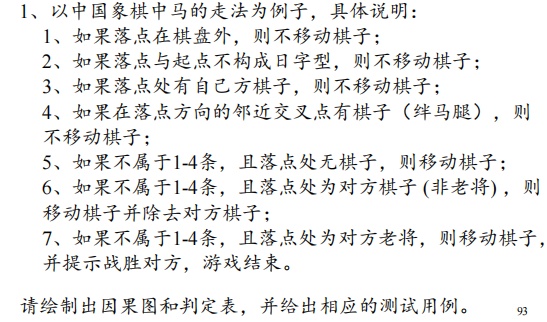 1、以中国象棋中马的走法为例子，具体说明：
1、如果落点在棋盘外，则不移动棋子；
2、如果落点与起点不构成日字型，则不移动棋子；
3、如果落点处有自己方棋子，则不移动棋子；
4、如果在落点方向的邻近交叉点有棋子（绊马腿），则
不移动棋子；
5、如果不属于1-4条，且落点处无棋子，则移动棋子；
6、如果不属于1-4条，且落点处为对方棋子 (非老将) ，则
移动棋子并除去对方棋子；
7、如果不属于1-4条，且落点处为对方老将，则移动棋子，
并提示战胜对方，游戏结束。
请绘制出因果图和判定表，并给出相应的测试用例。
93